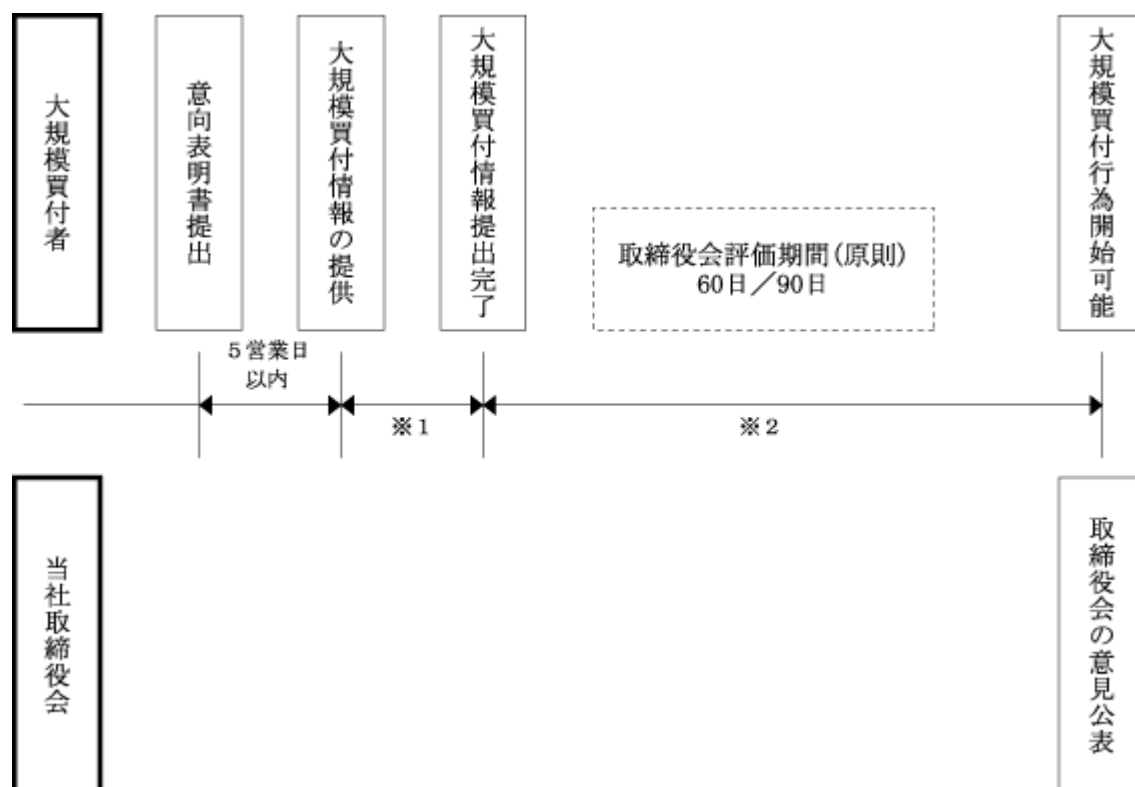 大規模買付者
意向表明書提出
大規模買付情報の提供
大規模買付情報提出完了
取締役会評価期間(原則)
60日／90日
大規模買付行為開始可能
5営業日
以内
※1
※2
当社取締役会
取締役会の意見公表